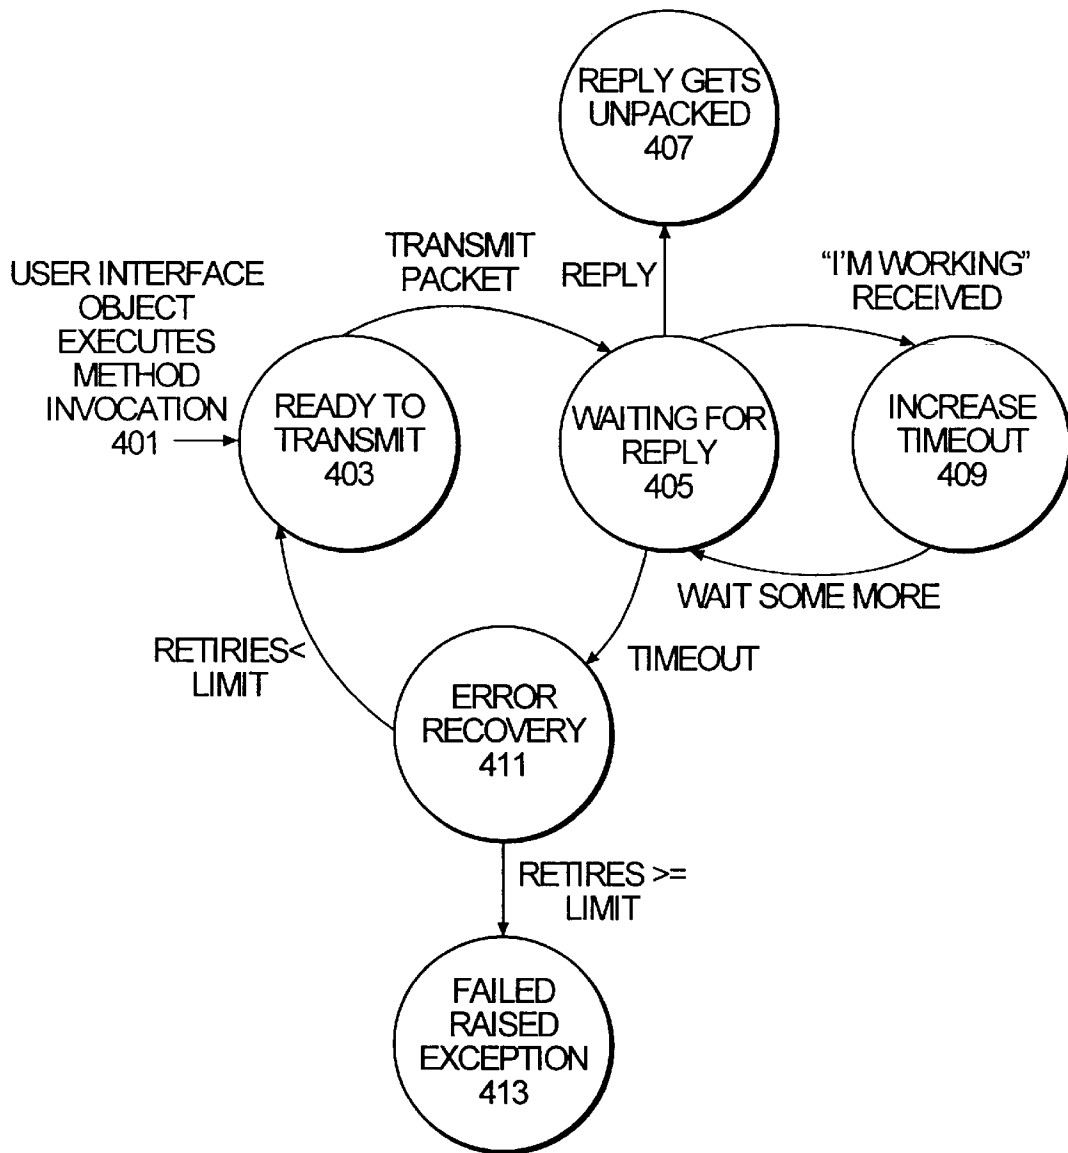 REPLY GETS
UNPACKED
407
TRANSMIT
PACKET
REPLY
"I'M WORKING"
RECEIVED
USER INTERFACE
OBJECT
EXECUTES
METHOD
INVOCATION
401
READY TO
TRANSMIT
403
WAITING FOR
REPLY
405
INCREASE
TIMEOUT
409
WAIT SOME MORE
RETIRIES<
LIMIT
TIMEOUT
ERROR
RECOVERY
411
RETIRES >=
LIMIT
FAILED
RAISED
EXCEPTION
413